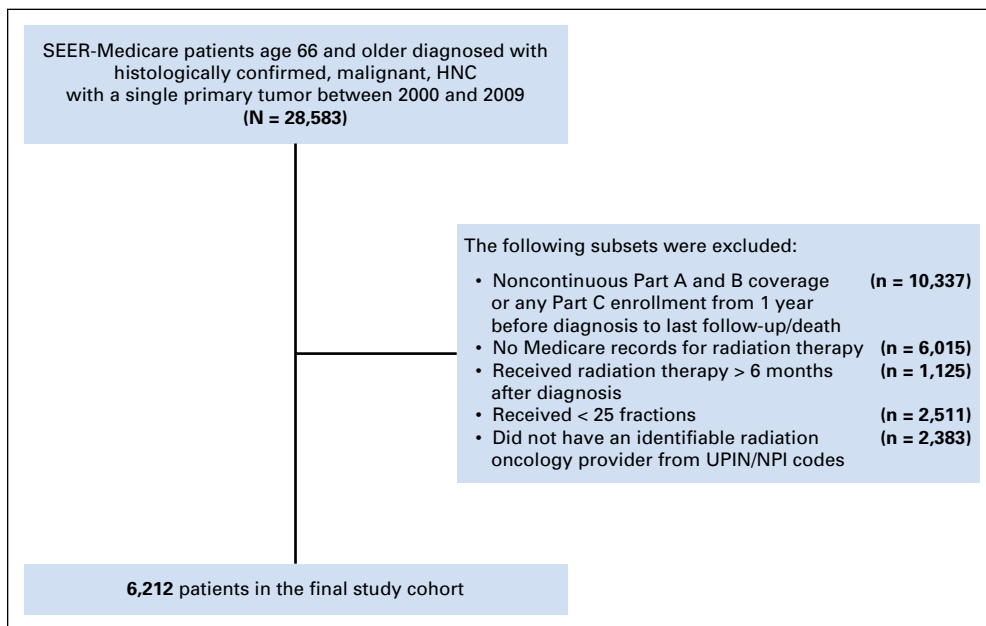 SEER-Medicare patients age 66 and older diagnosed with
histologically confirmed, malignant, HNC
with a single primary tumor between 2000 and 2009
(N = 28,583)
The following subsets were excluded:
• Noncontinuous Part A and B coverage (n = 10,337)
or any Part C enrollment from 1 year
before diagnosis to last follow-up/death
• No Medicare records for radiation therapy (n = 6,015)
• Received radiation therapy > 6 months (n = 1,125)
after diagnosis
• Received < 25 fractions (n = 2,511)
• Did not have an identifiable radiation (n = 2,383)
oncology provider from UPIN/NPI codes
6,212 patients in the final study cohort